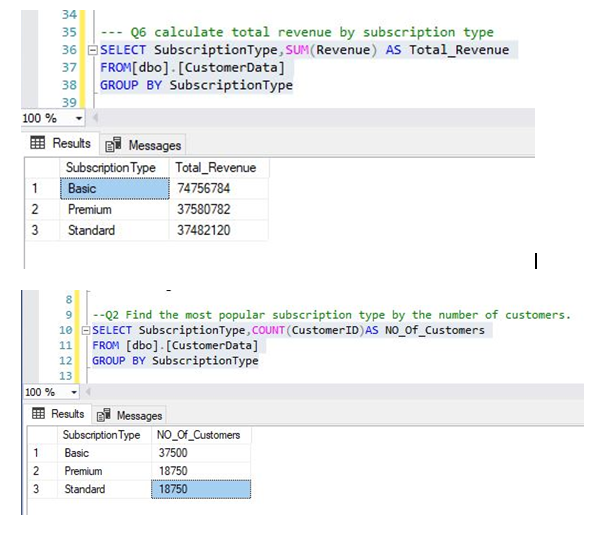 34
35 --- Q6 calculate total revenue by subscription type
36 SELECT SubscriptionType,SUM(Revenue) AS Total_Revenue
37 FROM[dbo].[CustomerData]
38 GROUP BY SubscriptionType
39
100 %
Results Messages
SubscriptionType Total_Revenue
1 Basic 74756784
2 Premium 37580782
3 Standard 37482120
8
9 --Q2 Find the most popular subscription type by the number of customers.
10 SELECT SubscriptionType,COUNT(CustomerID)AS NO_Of_Customers
11 FROM [dbo].[CustomerData]
12 GROUP BY SubscriptionType
13
100 %
Results Messages
SubscriptionType NO_Of_Customers
1 Basic 37500
2 Premium 18750
3 Standard 18750